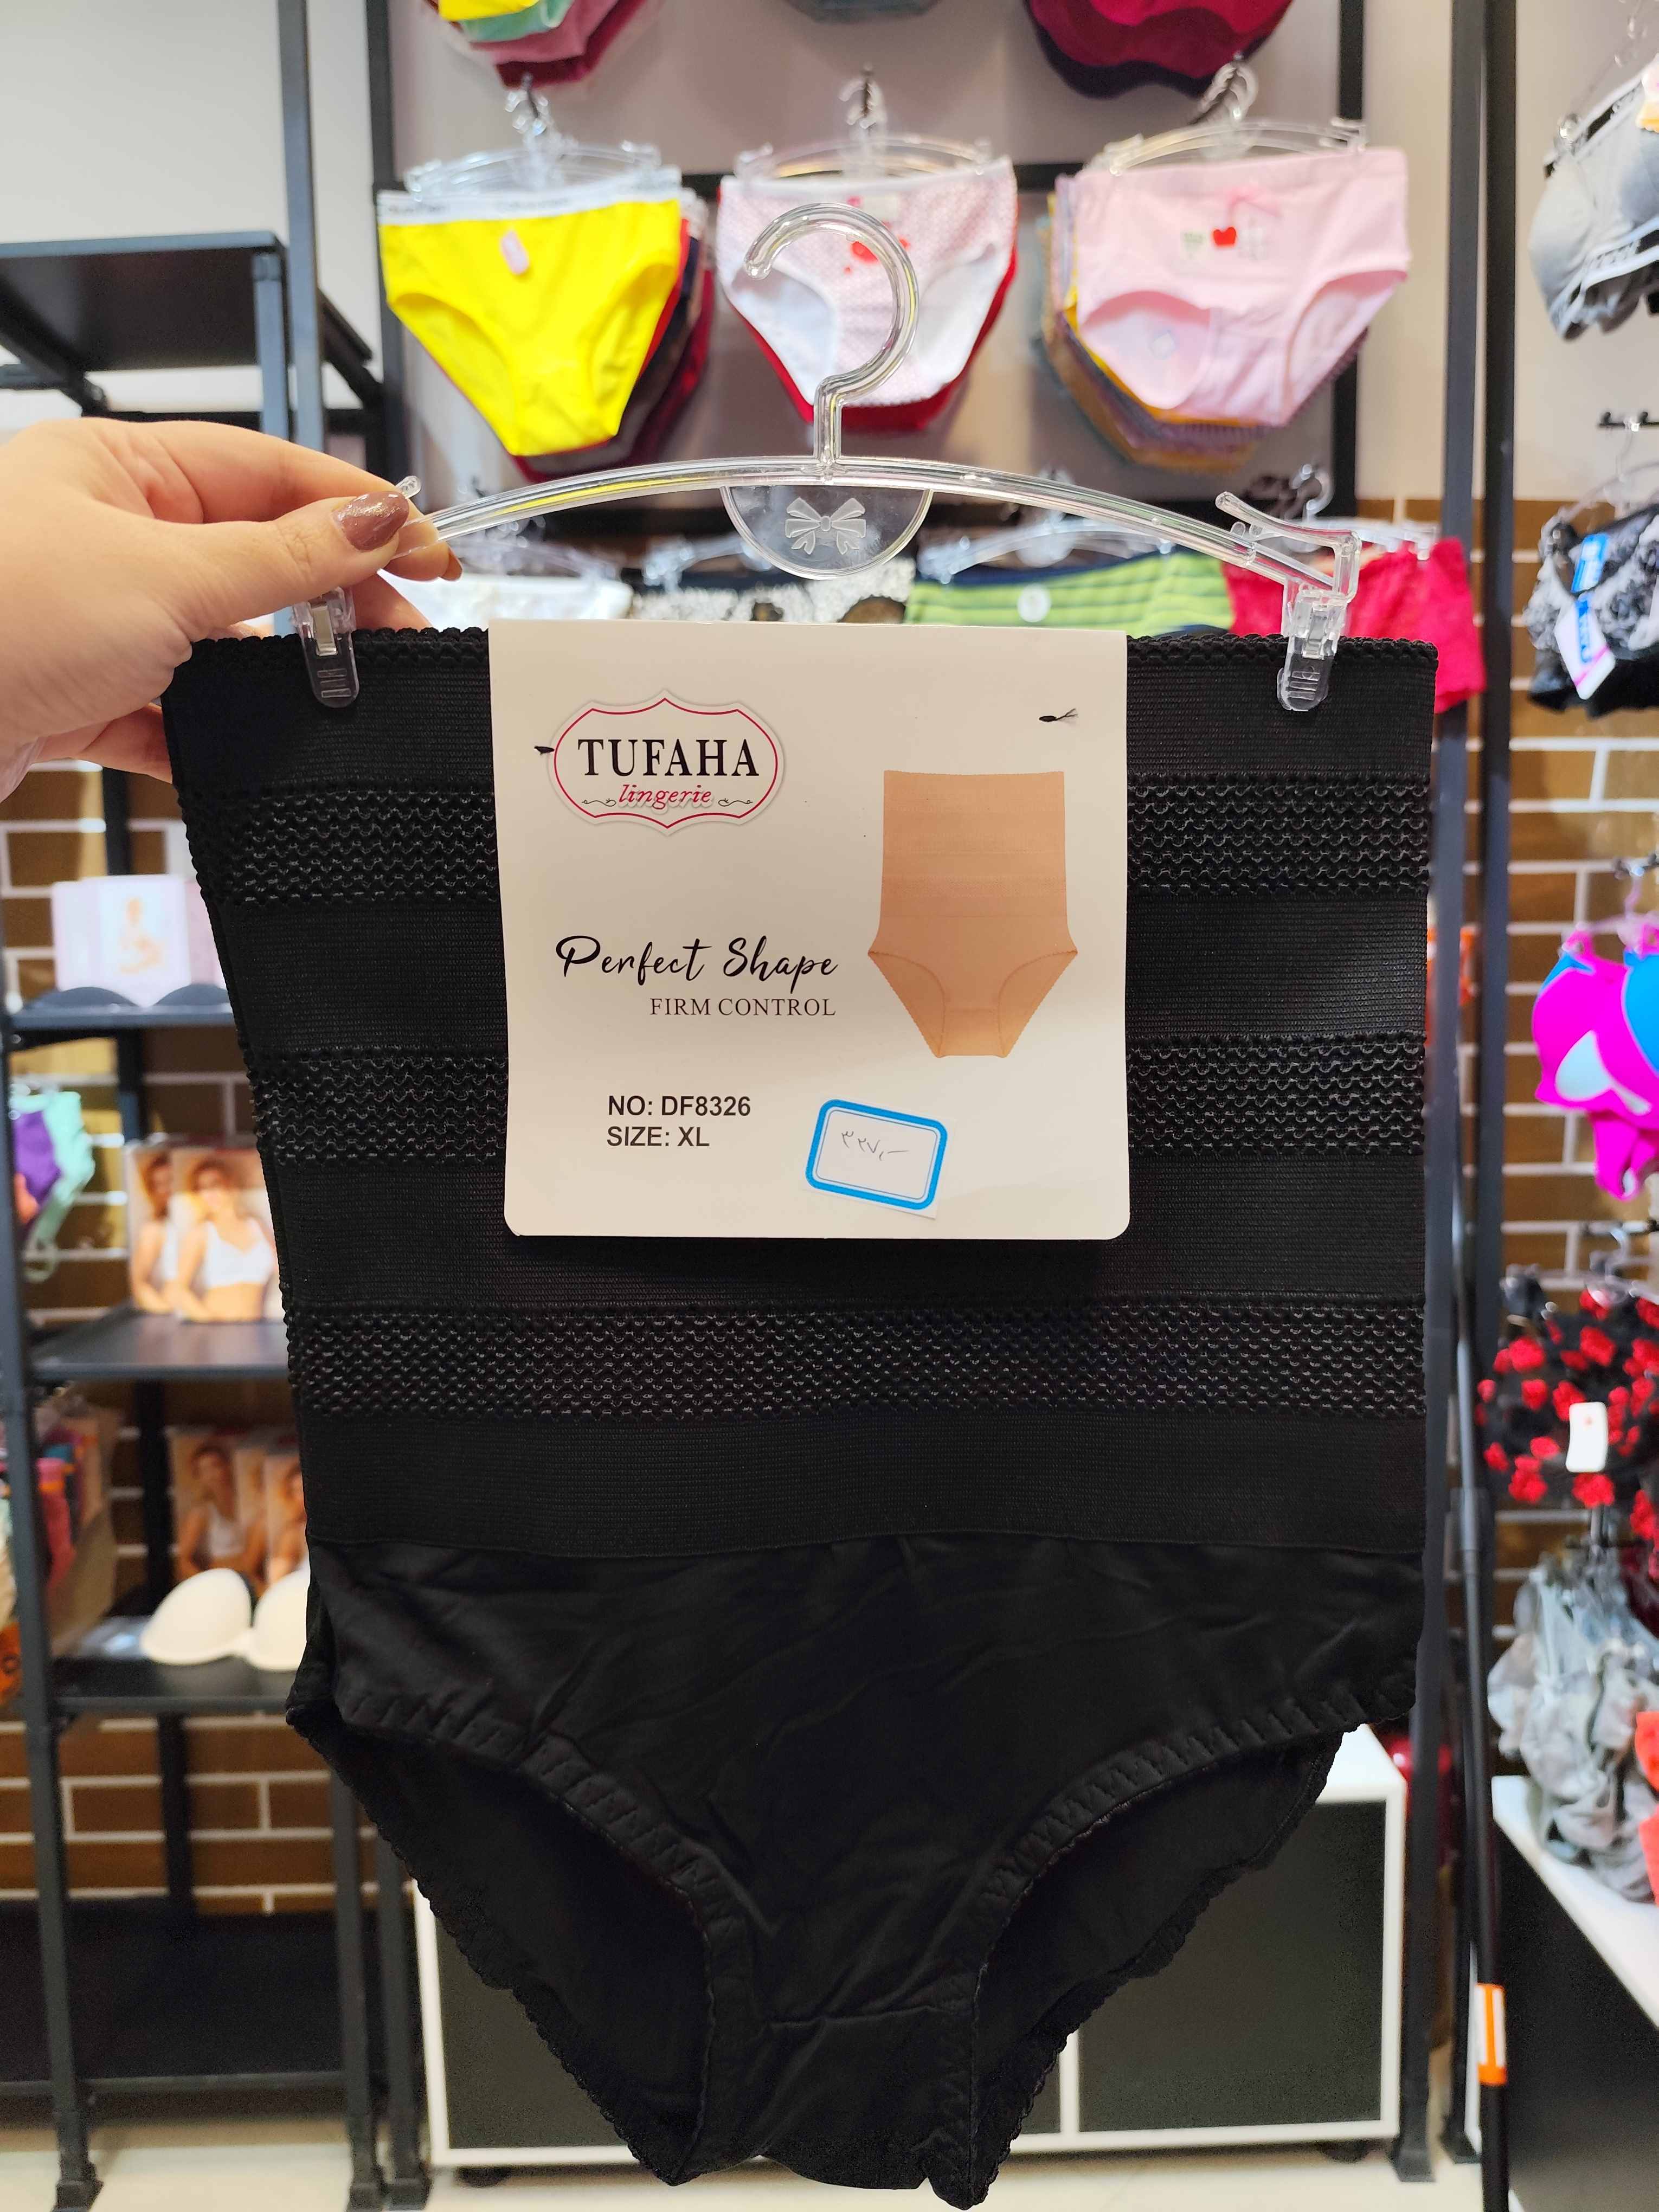 TUFAHA
lingerie
Perfect Shape
FIRM CONTROL
NO: DF8326
SIZE: XL